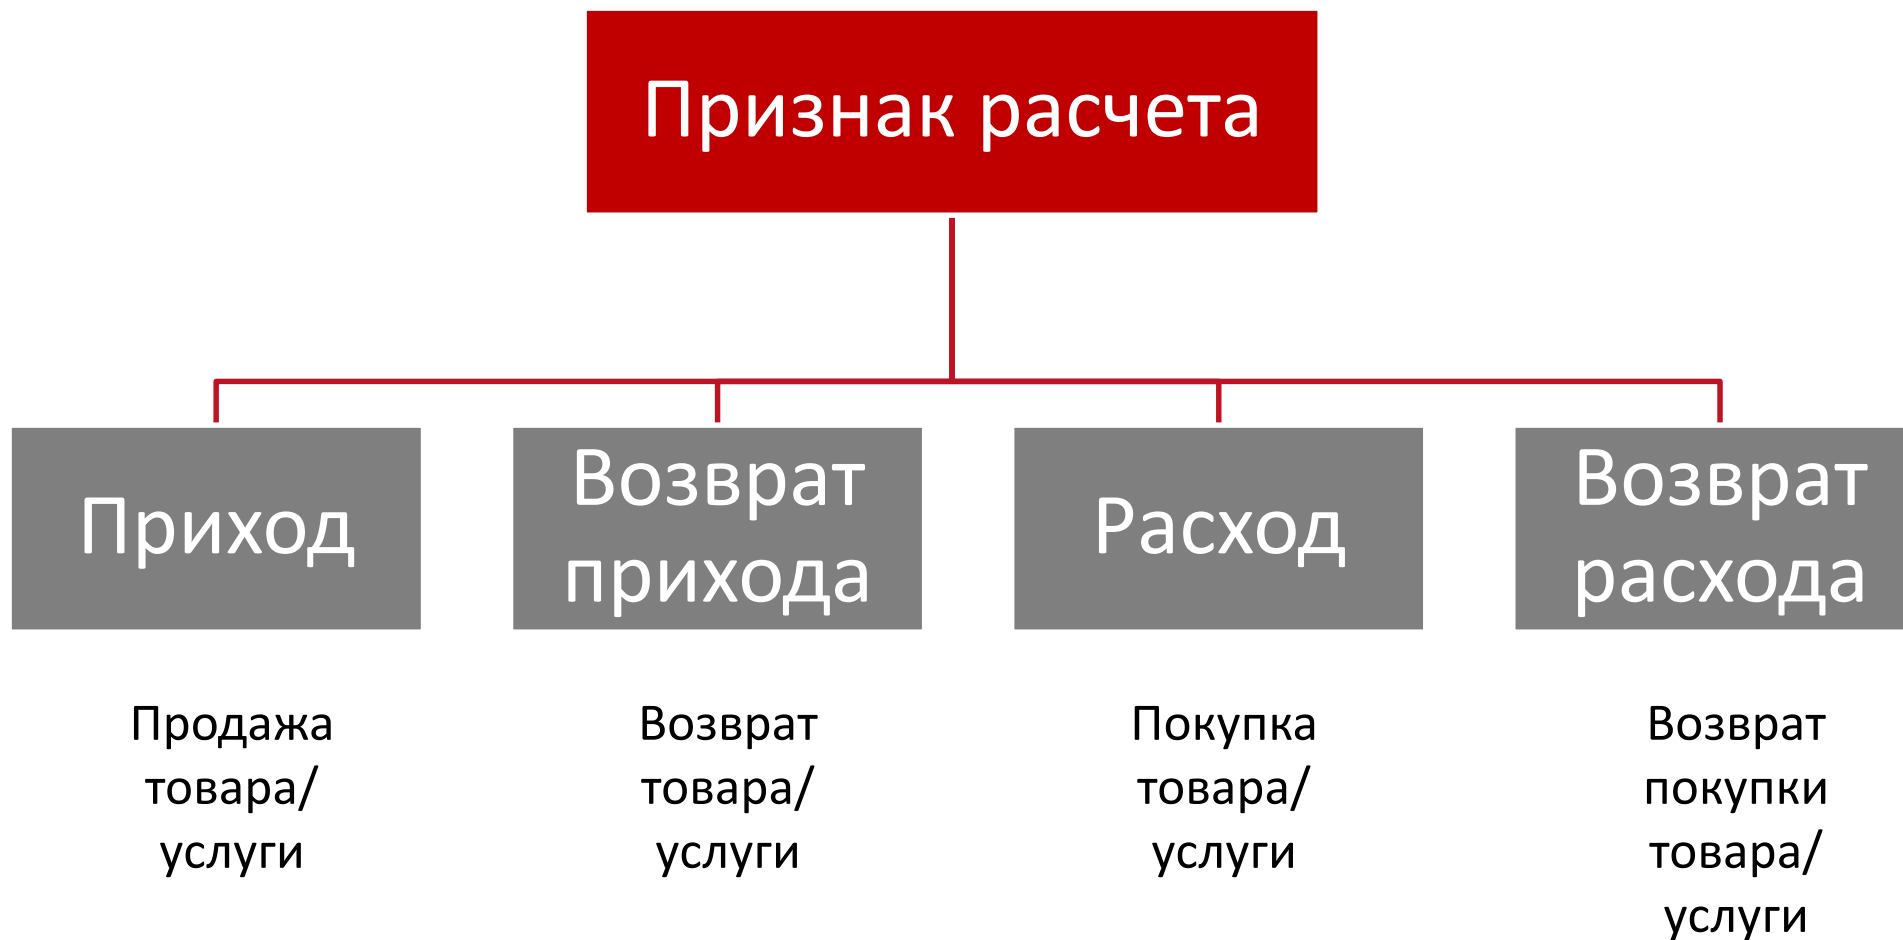 Признак расчета
Приход
Возврат
прихода
Расход
Возврат
расхода
Продажа
товара/
услуги
Возврат
товара/
услуги
Покупка
товара/
услуги
Возврат
покупки
товара/
услуги